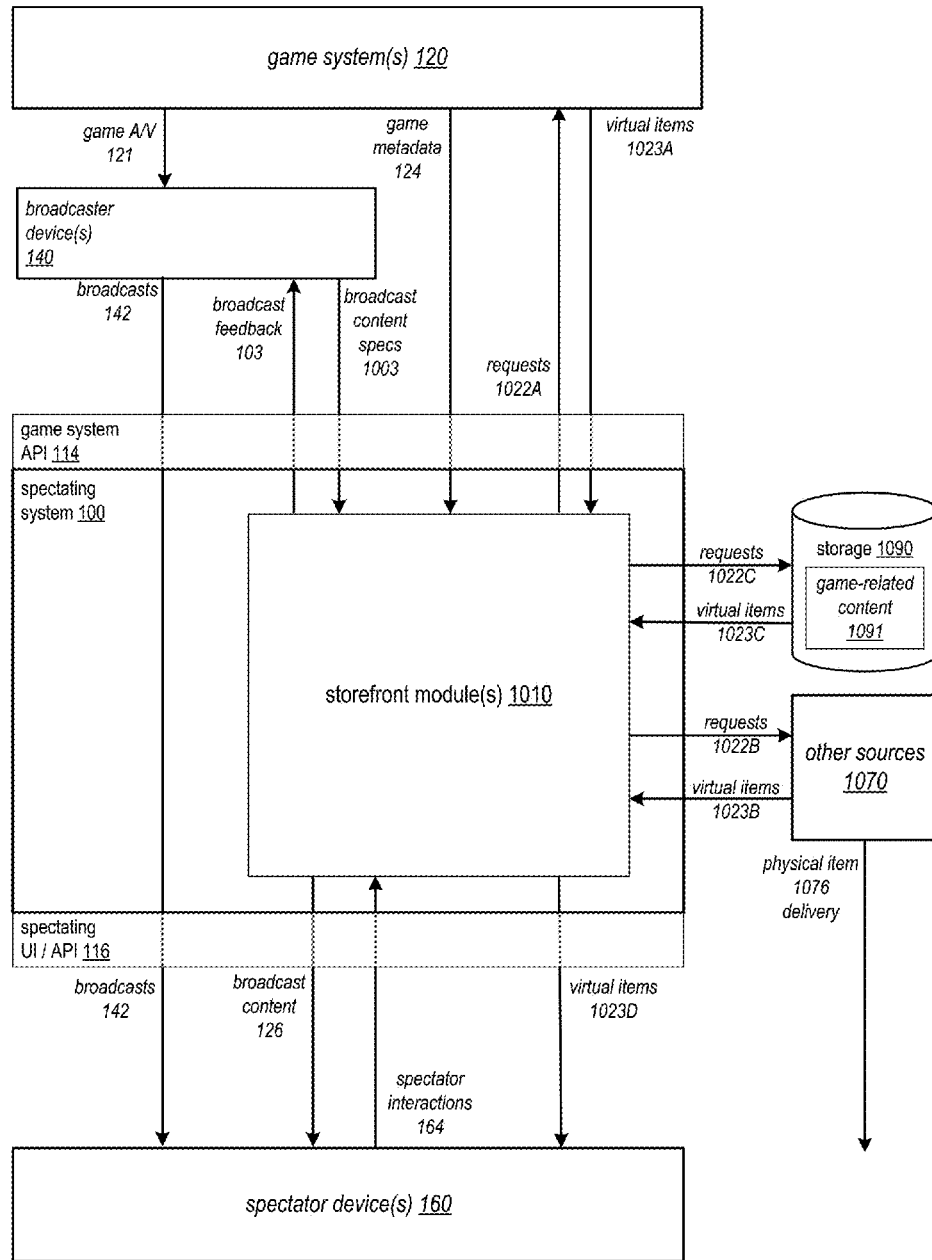 game system(s) 120
game A/V
121
game
metadata
124
virtual items
1023A
broadcaster
device(s)
140
broadcasts
142
broadcast
feedback
103
broadcast
content
specs
1003
requests
1022A
game system
API 114
spectating
system 100
storefront module(s) 1010
requests
1022C
virtual items
1023C
storage 1090
game-related
content
1091
requests
1022B
virtual items
1023B
other sources
1070
physical item
1076
delivery
spectating
UI / API 116
broadcasts
142
broadcast
content
126
spectator
interactions
164
virtual items
1023D
spectator device(s) 160